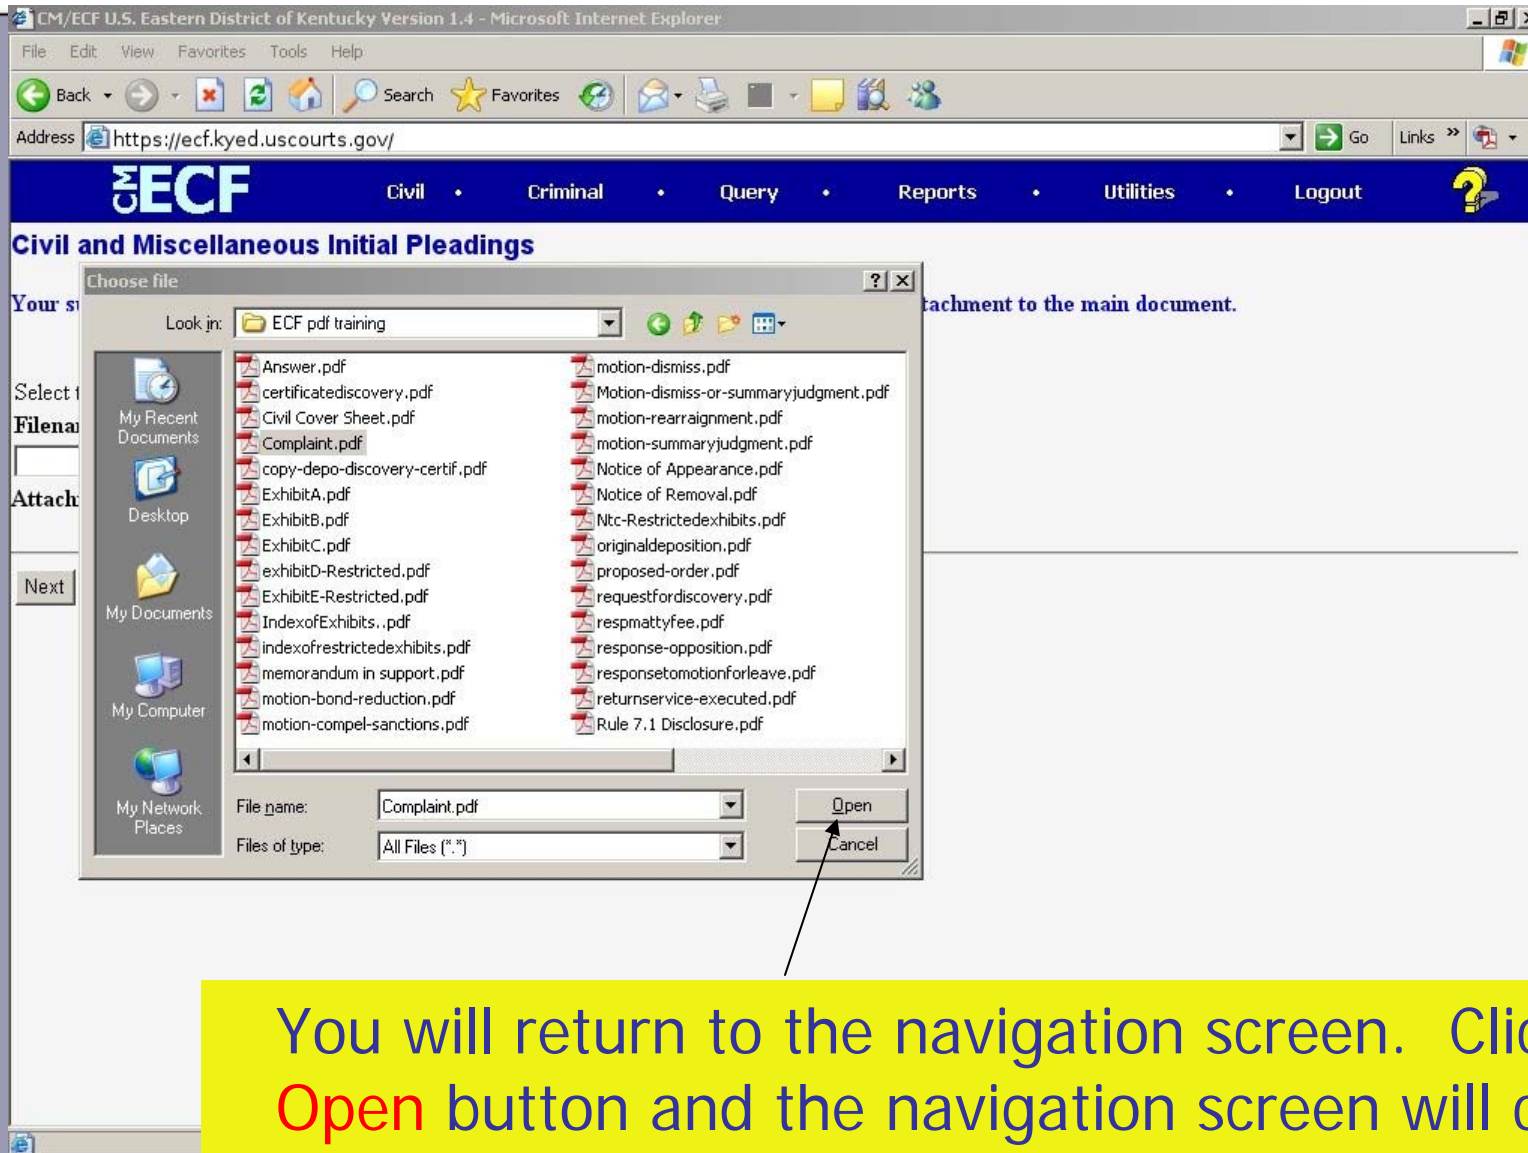 CM/ECF U.S. Eastern District of Kentucky Version 1.4 - Microsoft Internet Explorer
File Edit View Favorites Tools Help
Back Search Favorites
Address https://ecf.kyed.uscourts.gov/ Go Links »
CM ECF Civil • Criminal • Query • Reports • Utilities • Logout ?
Civil and Miscellaneous Initial Pleadings
Choose file
Your tachment to the main document.
Look in: ECF pdf training
Select
My Recent Documents
Desktop
My Documents
My Computer
My Network Places
Answer.pdf
certificatediscovery.pdf
Civil Cover Sheet.pdf
Complaint.pdf
copy-depo-discovery-certif.pdf
ExhibitA.pdf
ExhibitB.pdf
ExhibitC.pdf
exhibitD-Restricted.pdf
ExhibitE-Restricted.pdf
IndexofExhibits..pdf
indexofrestrictedexhibits.pdf
memorandum in support.pdf
motion-bond-reduction.pdf
motion-compel-sanctions.pdf
motion-dismiss.pdf
Motion-dismiss-or-summaryjudgment.pdf
motion-rearraignment.pdf
motion-summaryjudgment.pdf
Notice of Appearance.pdf
Notice of Removal.pdf
Ntc-Restrictedexhibits.pdf
originaldeposition.pdf
proposed-order.pdf
requestfordiscovery.pdf
respmattyfee.pdf
response-opposition.pdf
responsetomotionforleave.pdf
returnservice-executed.pdf
Rule 7.1 Disclosure.pdf
Filena
Attach
Next
File name: Complaint.pdf Open
Files of type: All Files (*.*) Cancel
You will return to the navigation screen. Clic
Open button and the navigation screen will